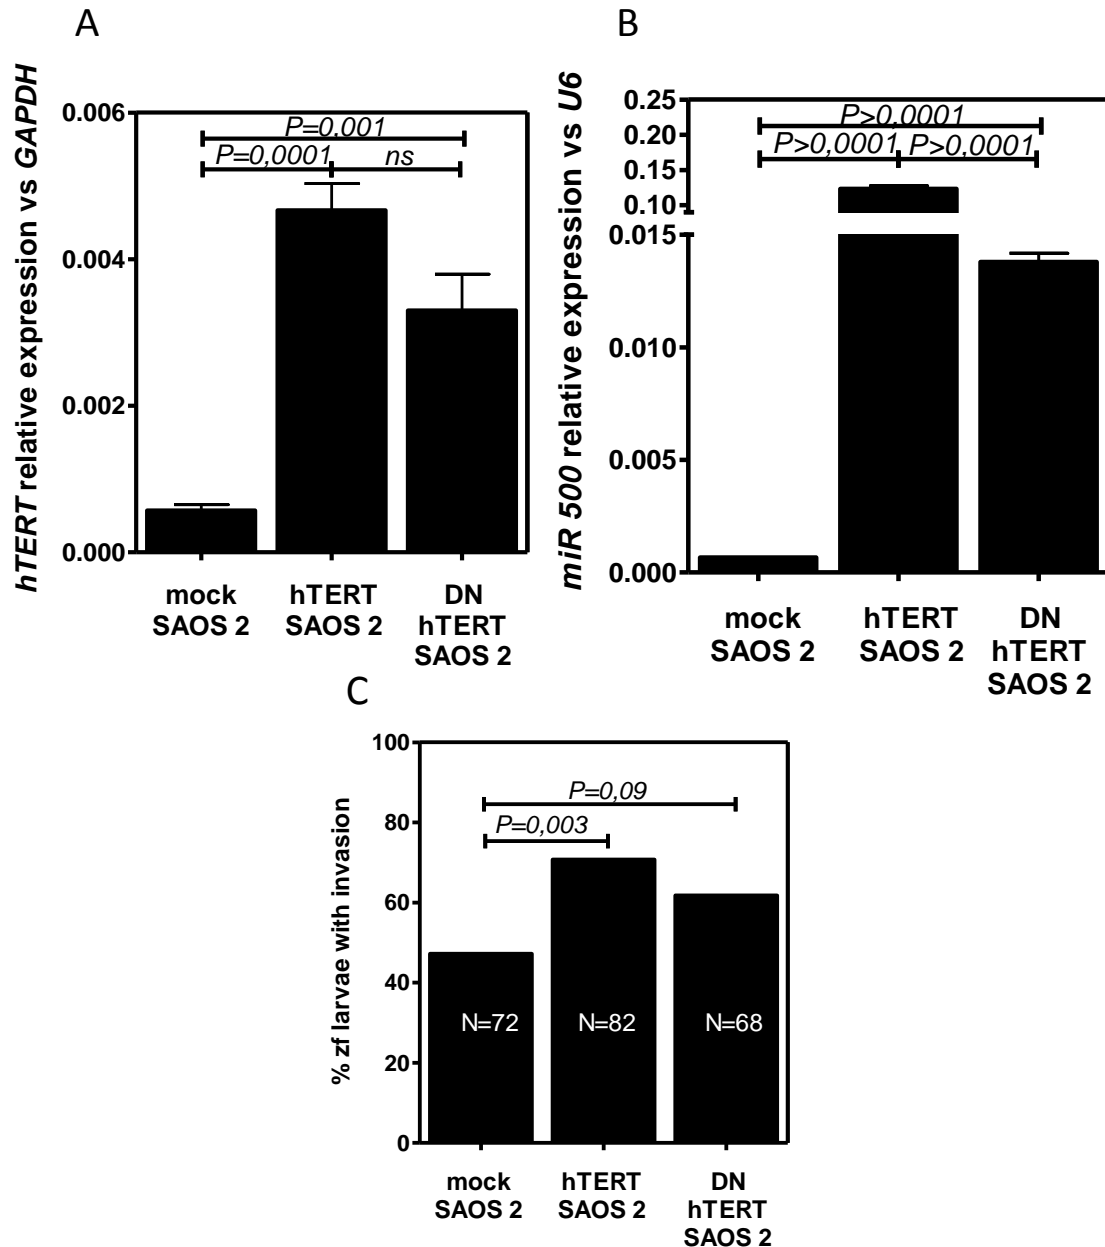 A
hTERT relative expression vs GAPDH
0.006
0.004
0.002
0.000
P=0,001
P=0,0001
ns
mock
SAOS 2
hTERT
SAOS 2
DN
hTERT
SAOS 2
B
miR 500 relative expression vs U6
0.25
0.20
0.15
0.10
0.015
0.010
0.005
0.000
P>0,0001
P>0,0001
P>0,0001
mock
SAOS 2
hTERT
SAOS 2
DN
hTERT
SAOS 2
C
% zf larvae with invasion
100
80
60
40
20
0
P=0,09
P=0,003
N=72
N=82
N=68
mock
SAOS 2
hTERT
SAOS 2
DN
hTERT
SAOS 2